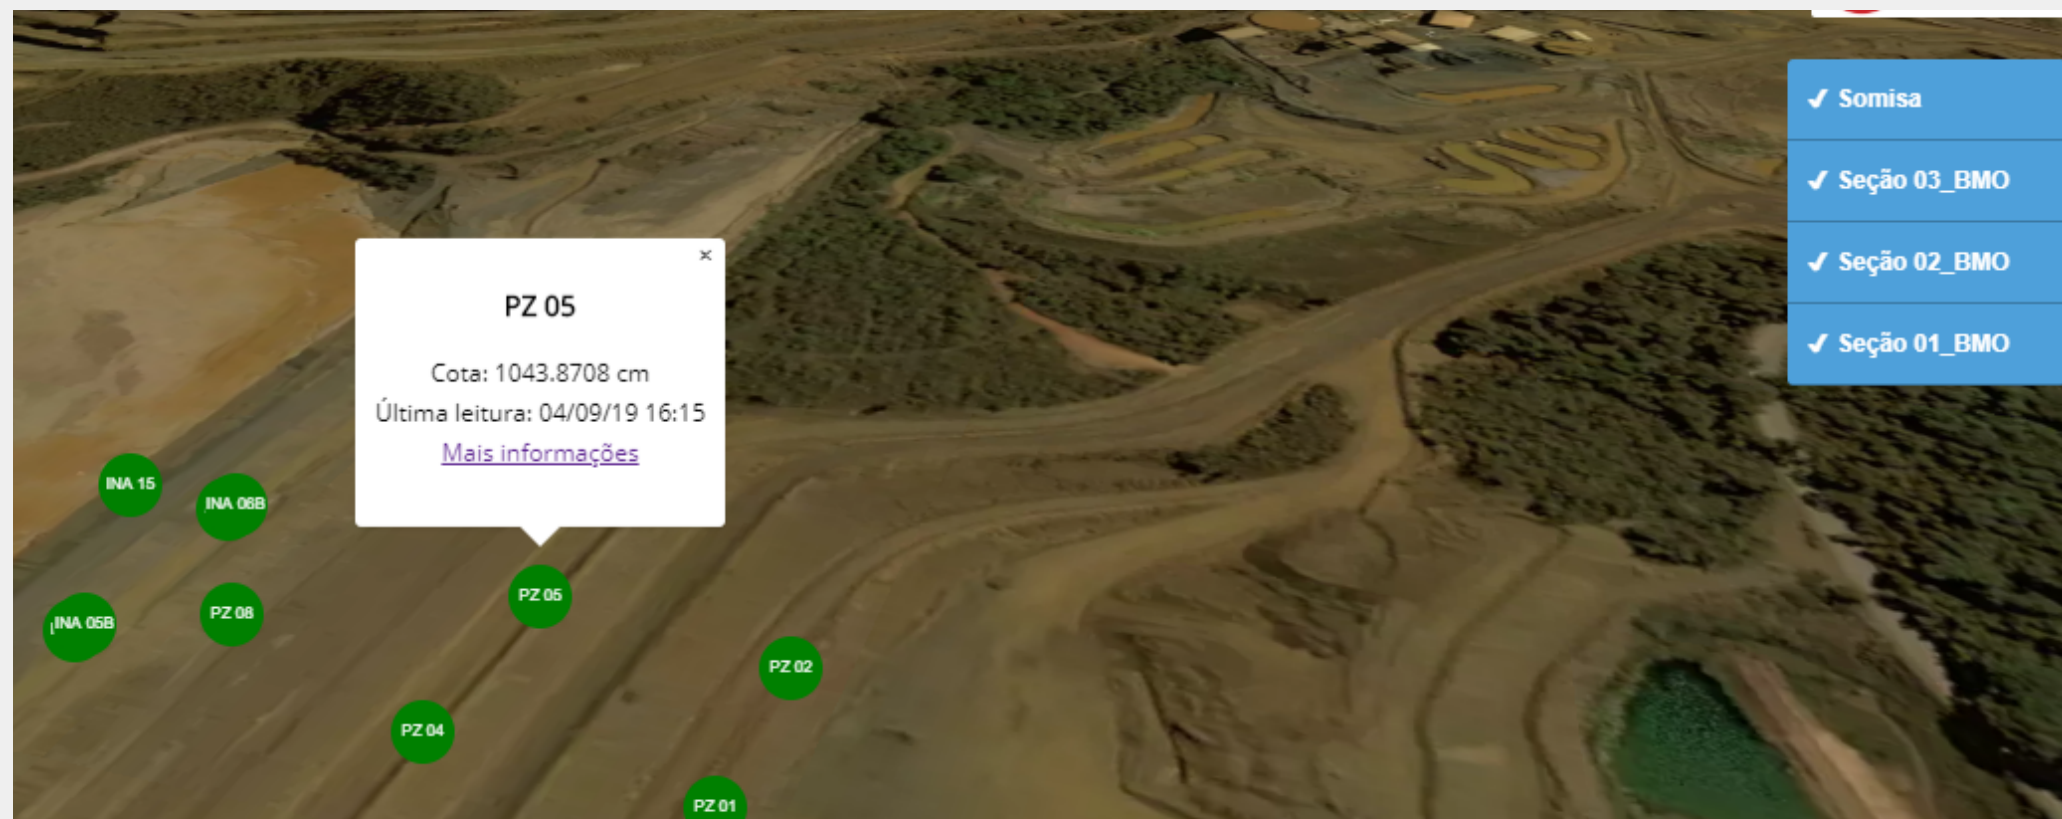 ✓ Somisa
✓ Seção 03_BMO
✓ Seção 02_BMO
✓ Seção 01_BMO
×
PZ 05
Cota: 1043.8708 cm
Última leitura: 04/09/19 16:15
Mais informações
INA 15
INA 06B
PZ 05
PZ 08
INA 05B
PZ 02
PZ 04
PZ 01